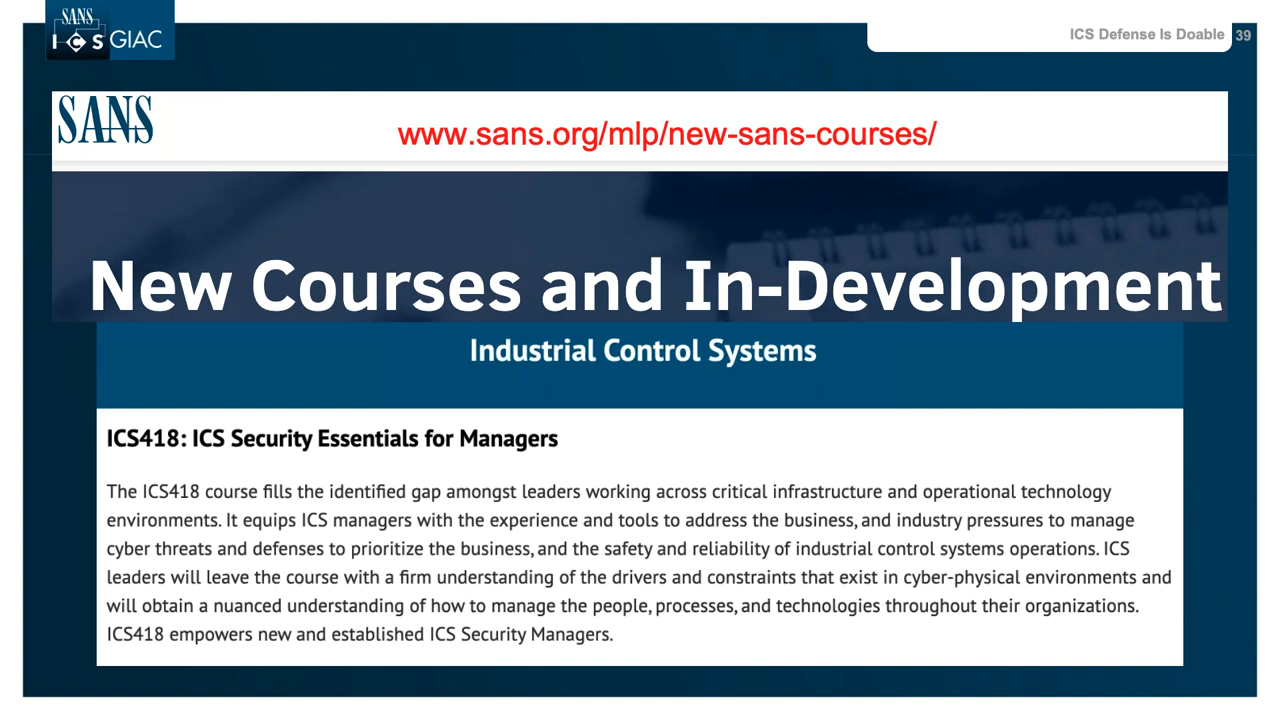 SANS
ICS GIAC
ICS Defense Is Doable 39
SANS
www.sans.org/mlp/new-sans-courses/
New Courses and In-Development
Industrial Control Systems
ICS418: ICS Security Essentials for Managers
The ICS418 course fills the identified gap amongst leaders working across critical infrastructure and operational technology
environments. It equips ICS managers with the experience and tools to address the business, and industry pressures to manage
cyber threats and defenses to prioritize the business, and the safety and reliability of industrial control systems operations. ICS
leaders will leave the course with a firm understanding of the drivers and constraints that exist in cyber-physical environments and
will obtain a nuanced understanding of how to manage the people, processes, and technologies throughout their organizations.
ICS418 empowers new and established ICS Security Managers.